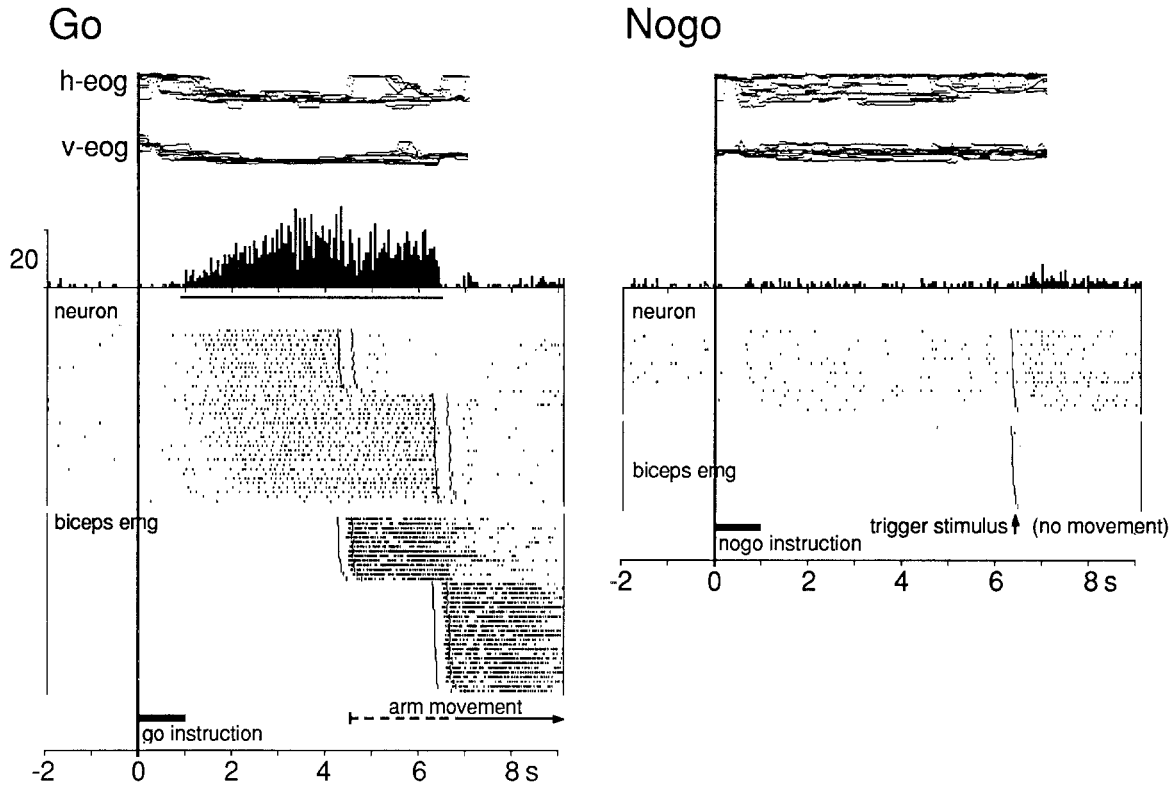 Go
h-eog
v-eog
20
neuron
biceps emg
arm movement
go instruction
-2 0 2 4 6 8 s
Nogo
neuron
biceps emg
trigger stimulus (no movement)
nogo instruction
-2 0 2 4 6 8 s